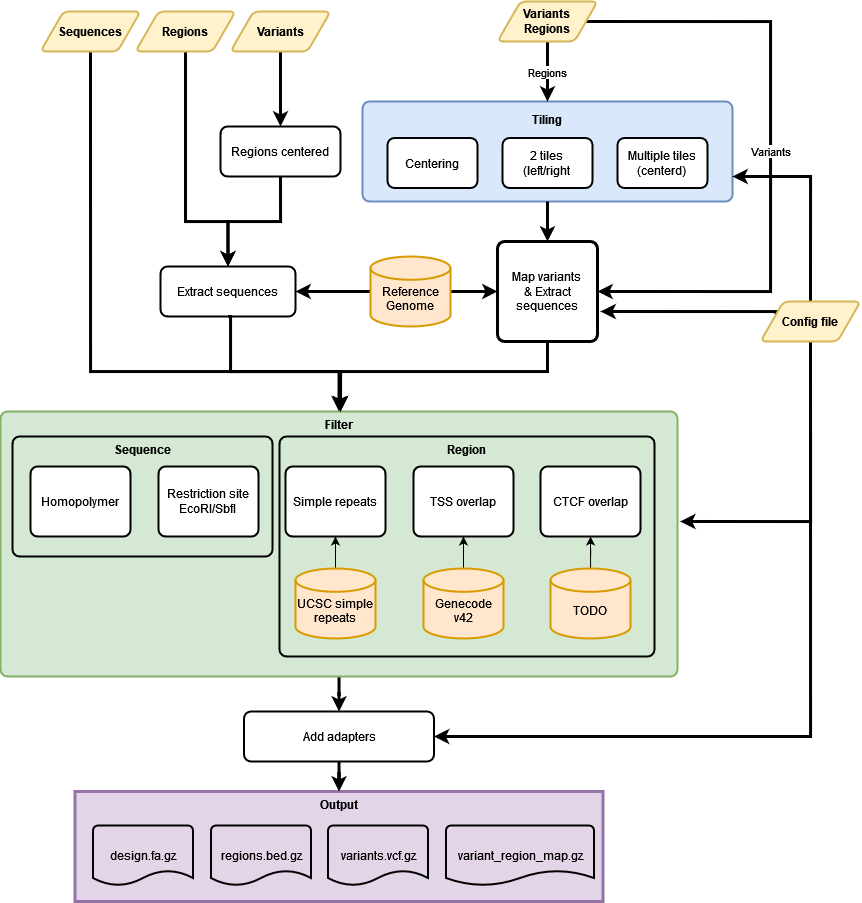 Sequences
Regions
Variants
Variants
Regions
Regions
Tiling
Centering
2 tiles
(left/right
Multiple tiles
(centerd)
Variants
Regions centered
Extract sequences
Reference
Genome
Map variants
& Extract
sequences
Config file
Filter
Sequence
Homopolymer
Restriction site
EcoRI/SbfI
Region
Simple repeats
TSS overlap
CTCF overlap
UCSC simple
repeats
Genecode
v42
TODO
Add adapters
Output
design.fa.gz
regions.bed.gz
variants.vcf.gz
variant_region_map.gz